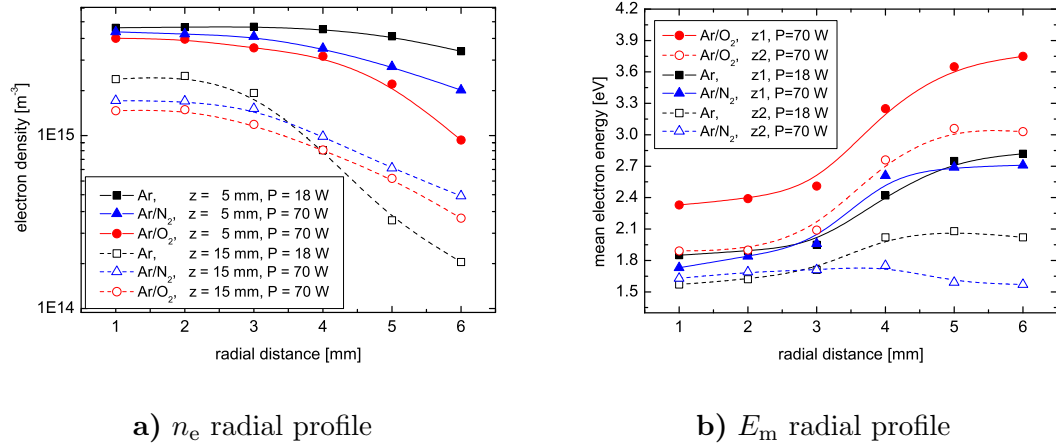 electron density [m-3]
1E15
1E14
Ar, z = 5 mm, P = 18 W
Ar/N2, z = 5 mm, P = 70 W
Ar/O2, z = 5 mm, P = 70 W
Ar, z = 15 mm, P = 18 W
Ar/N2, z = 15 mm, P = 70 W
Ar/O2, z = 15 mm, P = 70 W
1 2 3 4 5 6
radial distance [mm]
mean electron energy [eV]
4.2
3.9
3.6
3.3
3.0
2.7
2.4
2.1
1.8
1.5
Ar/O2, z1, P=70 W
Ar/O2, z2, P=70 W
Ar, z1, P=18 W
Ar/N2, z1, P=70 W
Ar, z2, P=18 W
Ar/N2, z2, P=70 W
1 2 3 4 5 6
radial distance [mm]
a) ne radial profile
b) Em radial profile